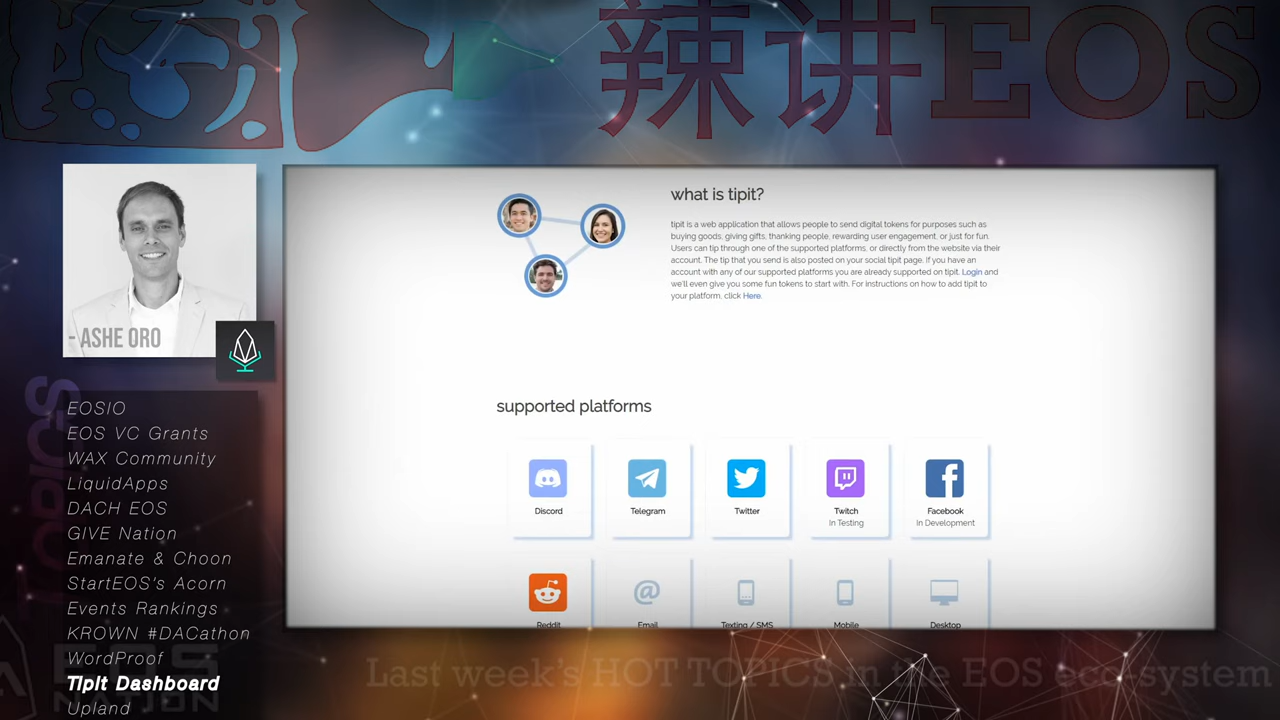 辣讲EOS
- ASHE ORO
EOSIO
EOS VC Grants
WAX Community
LiquidApps
DACH EOS
GIVE Nation
Emanate & Choon
StartEOS's Acorn
Events Rankings
KROWN #DACathon
WordProof
TipIt Dashboard
Upland
what is tipit?
tipit is a web application that allows people to send digital tokens for purposes such as
buying goods, giving gifts, thanking people, rewarding user engagement, or just for fun.
Users can tip through one of the supported platforms, or directly from the website via their
account. The tip that you send is also posted on your social tipit page. If you have an
account with any of our supported platforms you are already supported on tipit. Login and
we'll even give you some fun tokens to start with. For instructions on how to add tipit to
your platform, click Here.
supported platforms
Discord
Telegram
Twitter
Twitch
In Testing
Facebook
In Development
Reddit
Email
Texting / SMS
Mobile
Desktop
EOS
NATION
Last week's HOT TOPICS in the EOS ecosystem